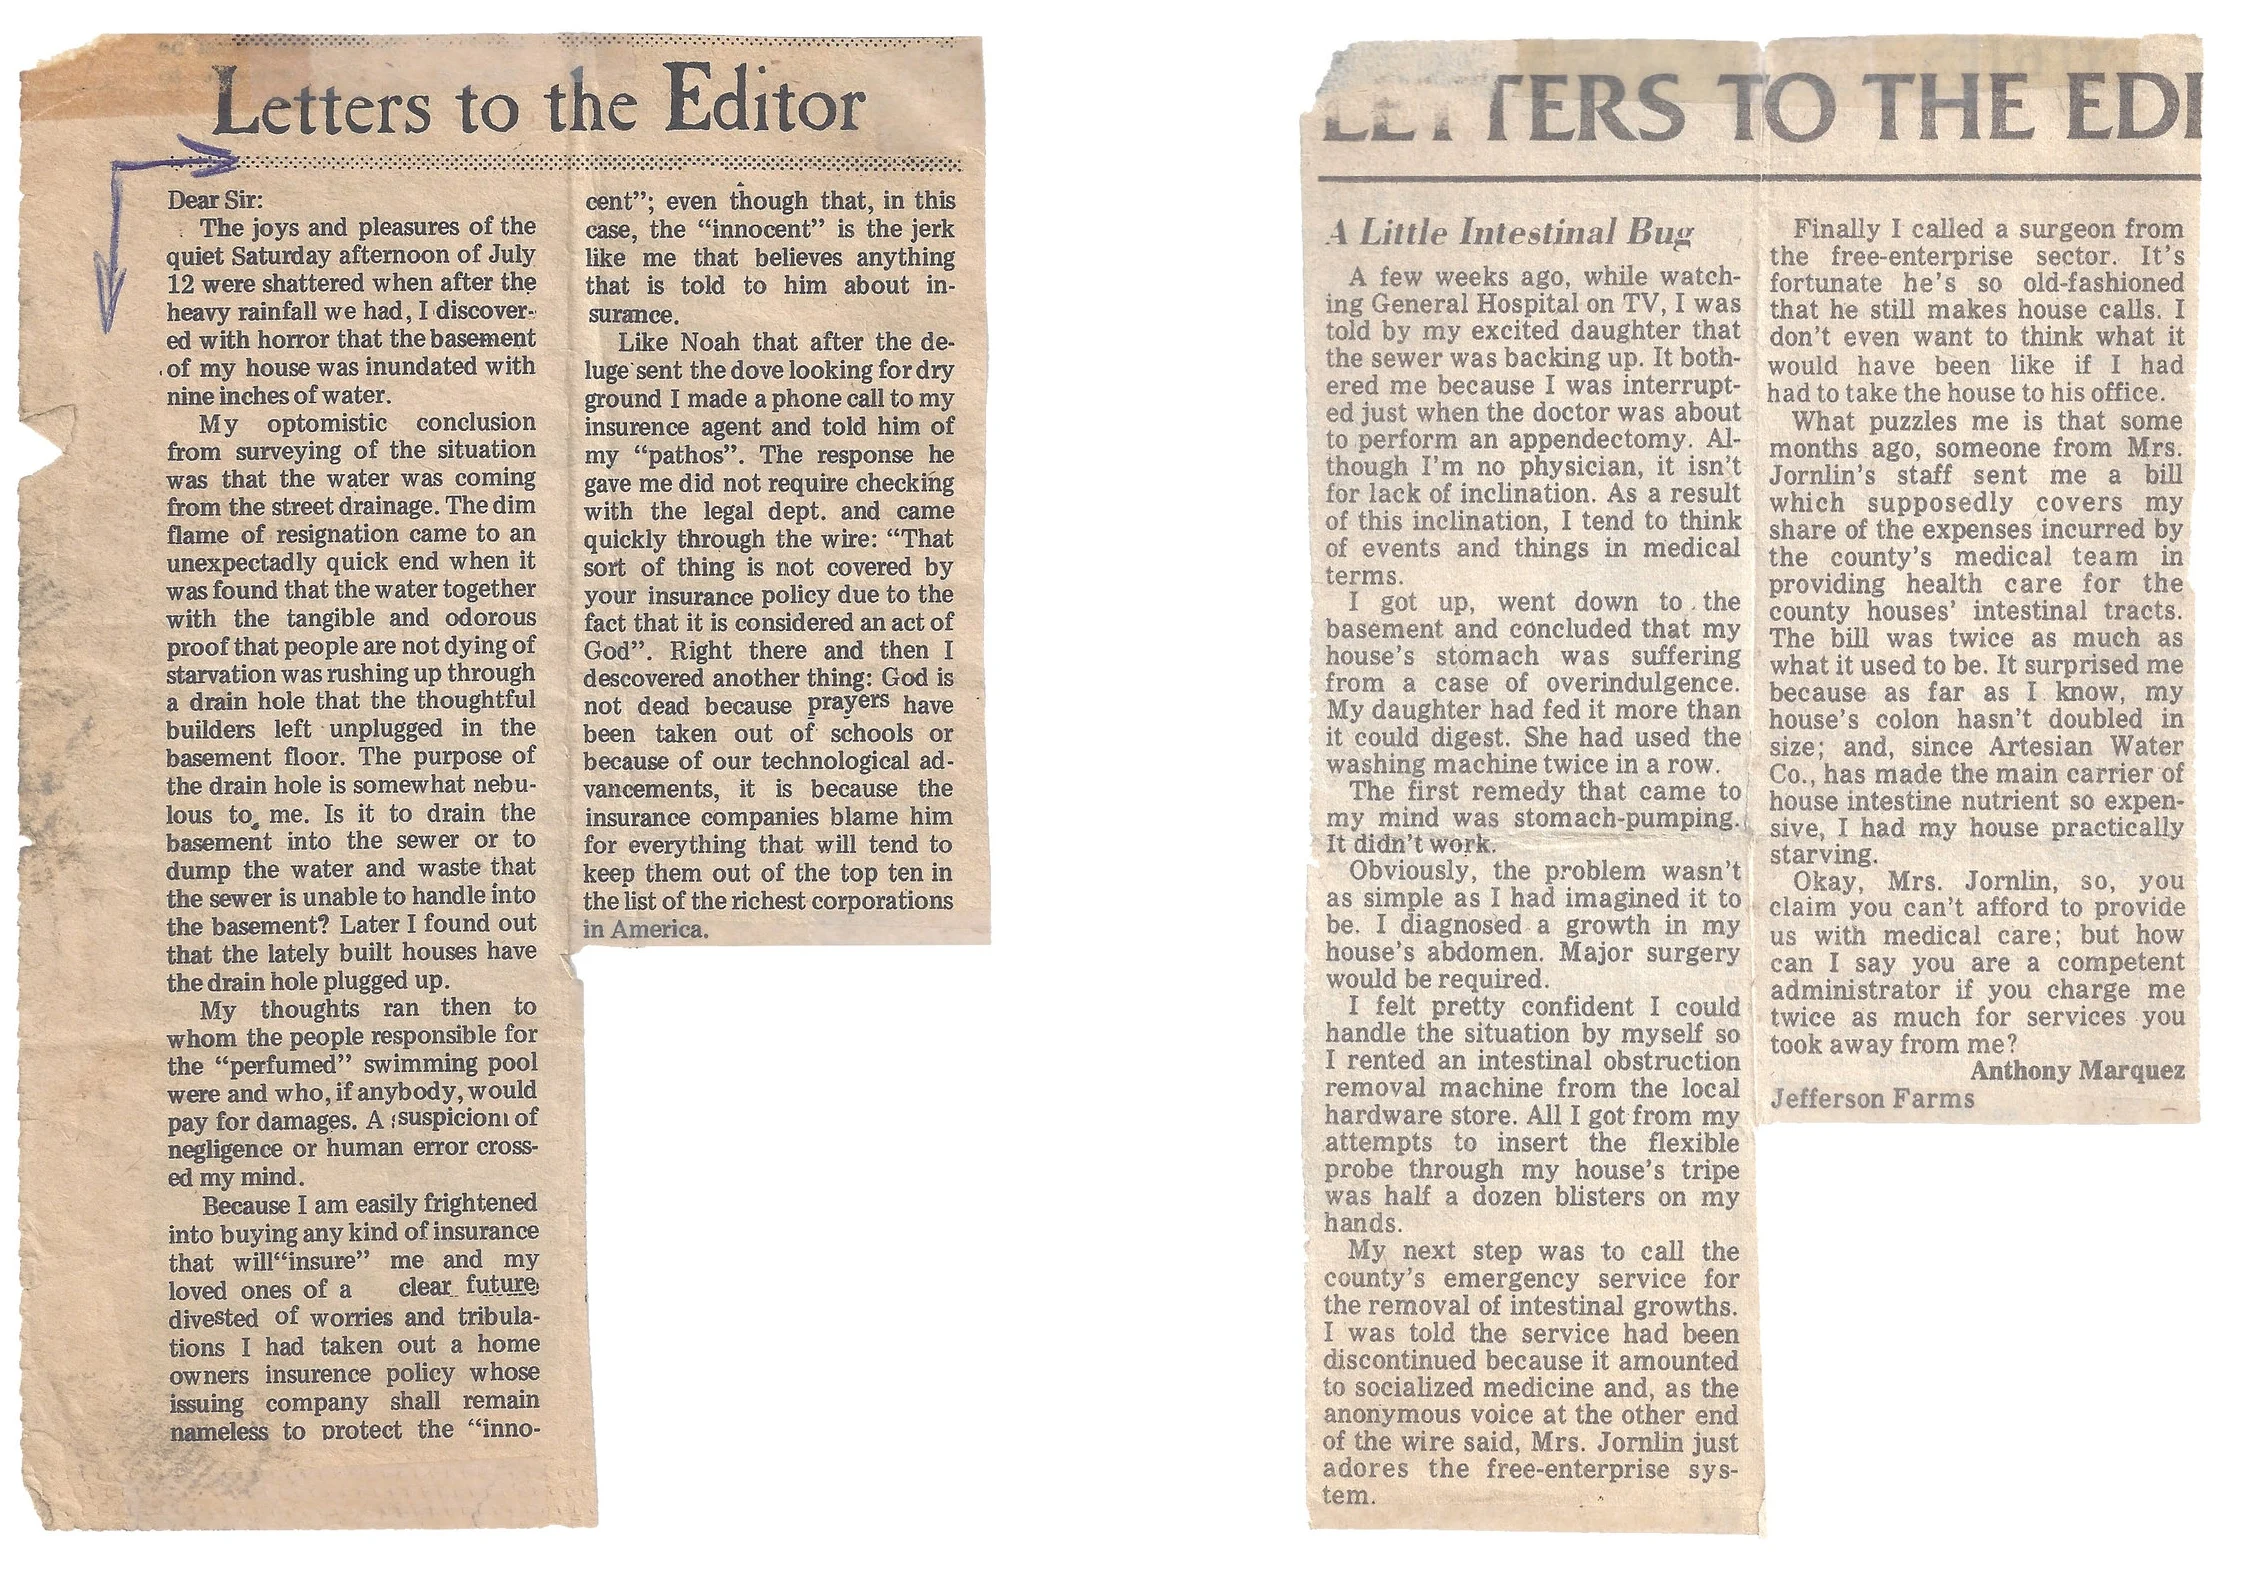 Letters to the Editor
Dear Sir:
The joys and pleasures of the
quiet Saturday afternoon of July
12 were shattered when after the
heavy rainfall we had, I discover-
ed with horror that the basement
of my house was inundated with
nine inches of water.
My optomistic conclusion
from surveying of the situation
was that the water was coming
from the street drainage. The dim
flame of resignation came to an
unexpectadly quick end when it
was found that the water together
with the tangible and odorous
proof that people are not dying of
starvation was rushing up through
a drain hole that the thoughtful
builders left unplugged in the
basement floor. The purpose of
the drain hole is somewhat nebu-
lous to me. Is it to drain the
basement into the sewer or to
dump the water and waste that
the sewer is unable to handle into
the basement? Later I found out
that the lately built houses have
the drain hole plugged up.
My thoughts ran then to
whom the people responsible for
the "perfumed" swimming pool
were and who, if anybody, would
pay for damages. A suspicion of
negligence or human error cross-
ed my mind.
Because I am easily frightened
into buying any kind of insurance
that will "insure" me and my
loved ones of a clear future
divested of worries and tribula-
tions I had taken out a home
owners insurence policy whose
issuing company shall remain
nameless to protect the "inno-
cent"; even though that, in this
case, the "innocent" is the jerk
like me that believes anything
that is told to him about in-
surance.
Like Noah that after the de-
luge sent the dove looking for dry
ground I made a phone call to my
insurence agent and told him of
my "pathos". The response he
gave me did not require checking
with the legal dept. and came
quickly through the wire: "That
sort of thing is not covered by
your insurance policy due to the
fact that it is considered an act of
God". Right there and then I
descovered another thing: God is
not dead because prayers have
been taken out of schools or
because of our technological ad-
vancements, it is because the
insurance companies blame him
for everything that will tend to
keep them out of the top ten in
the list of the richest corporations
in America.
LETTERS TO THE EDI
A Little Intestinal Bug
A few weeks ago, while watch-
ing General Hospital on TV, I was
told by my excited daughter that
the sewer was backing up. It both-
ered me because I was interrupt-
ed just when the doctor was about
to perform an appendectomy. Al-
though I'm no physician, it isn't
for lack of inclination. As a result
of this inclination, I tend to think
of events and things in medical
terms.
I got up, went down to the
basement and concluded that my
house's stomach was suffering
from a case of overindulgence.
My daughter had fed it more than
it could digest. She had used the
washing machine twice in a row.
The first remedy that came to
my mind was stomach-pumping.
It didn't work.
Obviously, the problem wasn't
as simple as I had imagined it to
be. I diagnosed a growth in my
house's abdomen. Major surgery
would be required.
I felt pretty confident I could
handle the situation by myself so
I rented an intestinal obstruction
removal machine from the local
hardware store. All I got from my
attempts to insert the flexible
probe through my house's tripe
was half a dozen blisters on my
hands.
My next step was to call the
county's emergency service for
the removal of intestinal growths.
I was told the service had been
discontinued because it amounted
to socialized medicine and, as the
anonymous voice at the other end
of the wire said, Mrs. Jornlin just
adores the free-enterprise sys-
tem.
Finally I called a surgeon from
the free-enterprise sector. It's
fortunate he's so old-fashioned
that he still makes house calls. I
don't even want to think what it
would have been like if I had
had to take the house to his office.
What puzzles me is that some
months ago, someone from Mrs.
Jornlin's staff sent me a bill
which supposedly covers my
share of the expenses incurred by
the county's medical team in
providing health care for the
county houses' intestinal tracts.
The bill was twice as much as
what it used to be. It surprised me
because as far as I know, my
house's colon hasn't doubled in
size; and, since Artesian Water
Co., has made the main carrier of
house intestine nutrient so expen-
sive, I had my house practically
starving.
Okay, Mrs. Jornlin, so, you
claim you can't afford to provide
us with medical care; but how
can I say you are a competent
administrator if you charge me
twice as much for services you
took away from me?
Anthony Marquez
Jefferson Farms